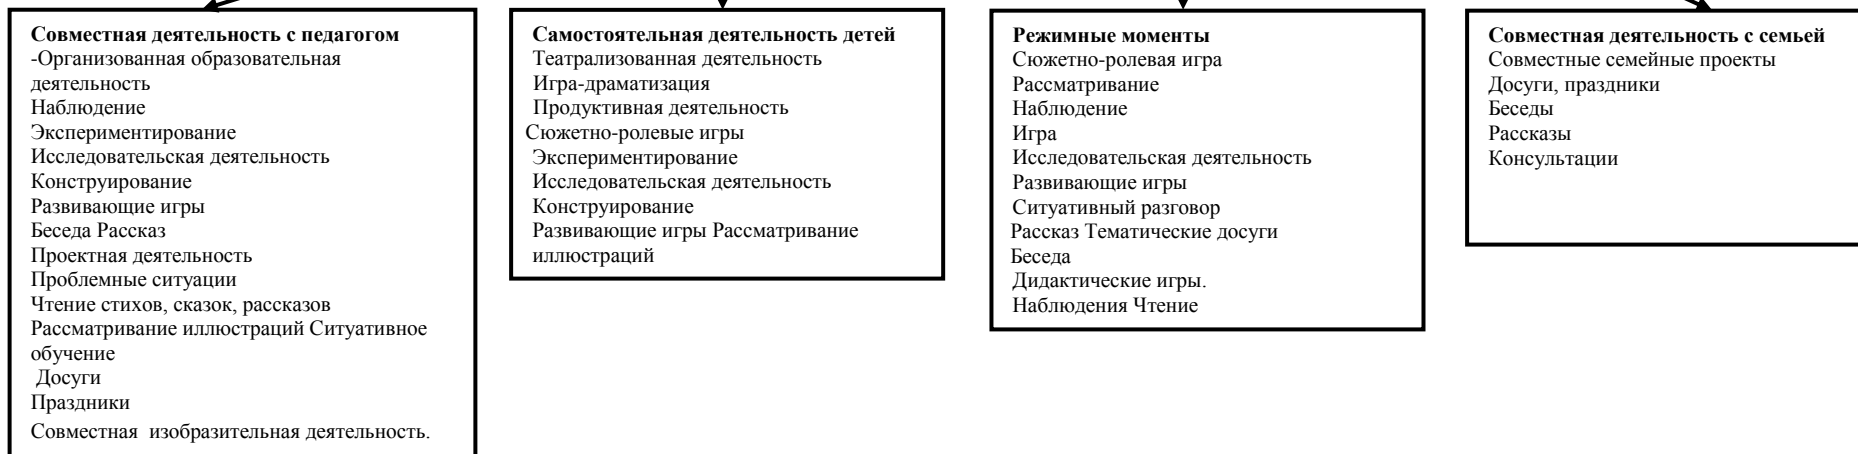 Совместная деятельность с педагогом
-Организованная образовательная
деятельность
Наблюдение
Экспериментирование
Исследовательская деятельность
Конструирование
Развивающие игры
Беседа Рассказ
Проектная деятельность
Проблемные ситуации
Чтение стихов, сказок, рассказов
Рассматривание иллюстраций Ситуативное
обучение
Досуги
Праздники
Совместная изобразительная деятельность.
Самостоятельная деятельность детей
Театрализованная деятельность
Игра-драматизация
Продуктивная деятельность
Сюжетно-ролевые игры
Экспериментирование
Исследовательская деятельность
Конструирование
Развивающие игры Рассматривание
иллюстраций
Режимные моменты
Сюжетно-ролевая игра
Рассматривание
Наблюдение
Игра
Исследовательская деятельность
Развивающие игры
Ситуативный разговор
Рассказ Тематические досуги
Беседа
Дидактические игры.
Наблюдения Чтение
Совместная деятельность с семьей
Совместные семейные проекты
Досуги, праздники
Беседы
Рассказы
Консультации